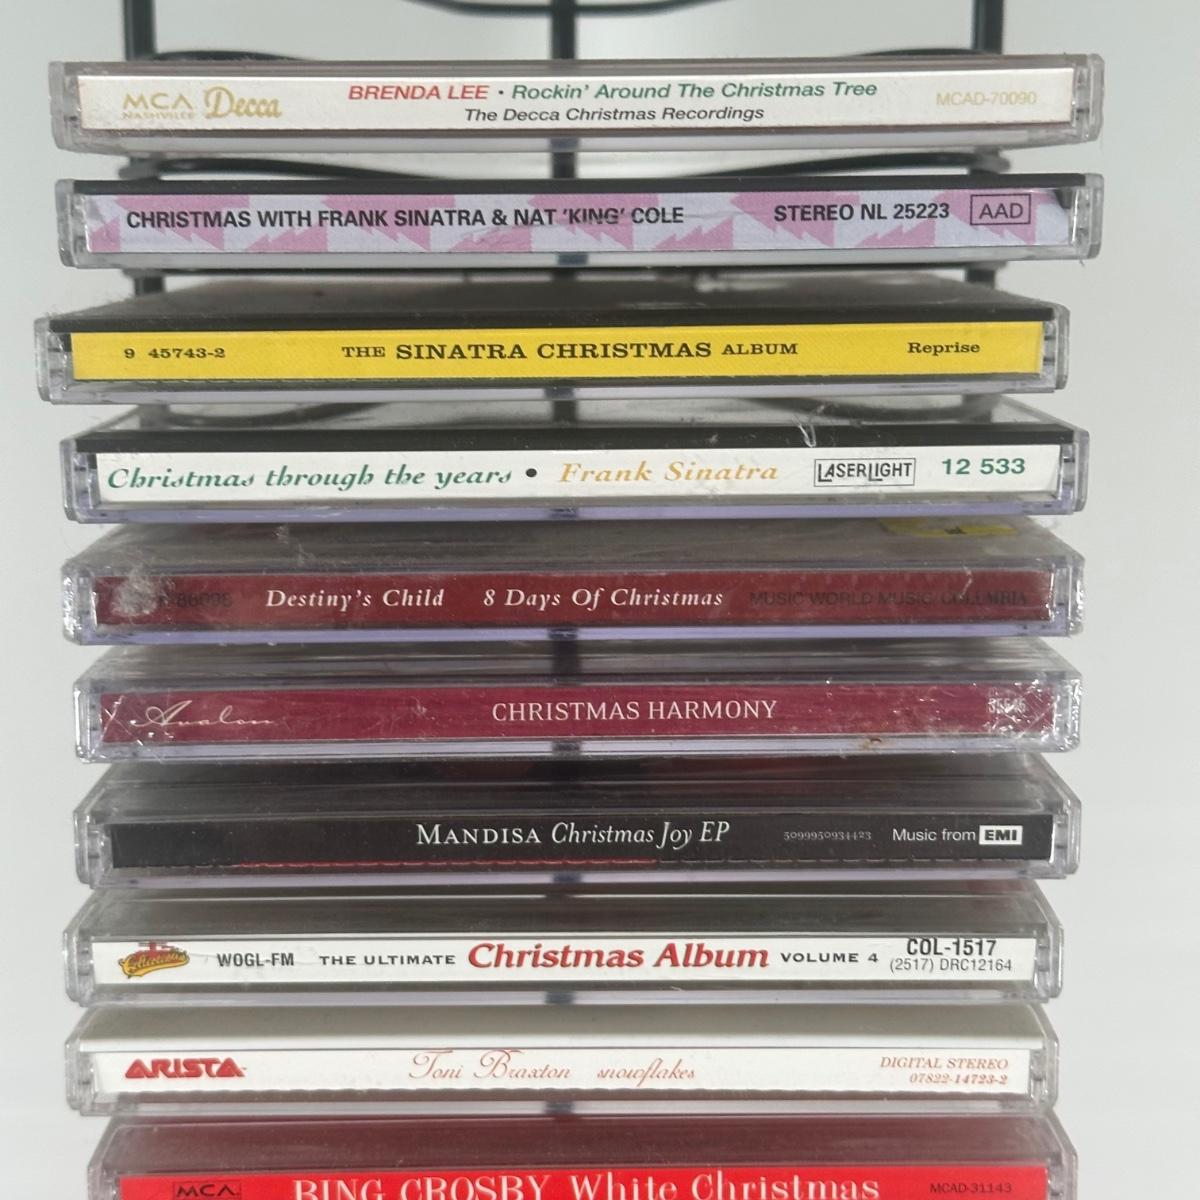 MCA NASHVILLE Decca BRENDA LEE • Rockin' Around The Christmas Tree MCAD-70090
The Decca Christmas Recordings
CHRISTMAS WITH FRANK SINATRA & NAT 'KING' COLE STEREO NL 25223 AAD
9 45743-2 THE SINATRA CHRISTMAS ALBUM Reprise
Christmas through the years • Frank Sinatra LASERLIGHT 12 533
Destiny's Child 8 Days Of Christmas MUSIC WORLD MUSIC/COLUMBIA
Avalon CHRISTMAS HARMONY
MANDISA Christmas Joy EP 5099950934423 Music from EMI
Collectables WOGL-FM THE ULTIMATE Christmas Album VOLUME 4 COL-1517
(2517) DRC12164
ARISTA Toni Braxton snowflakes DIGITAL STEREO
07822-14723-2
MCA BING CROSBY White Christmas MCAD-31143